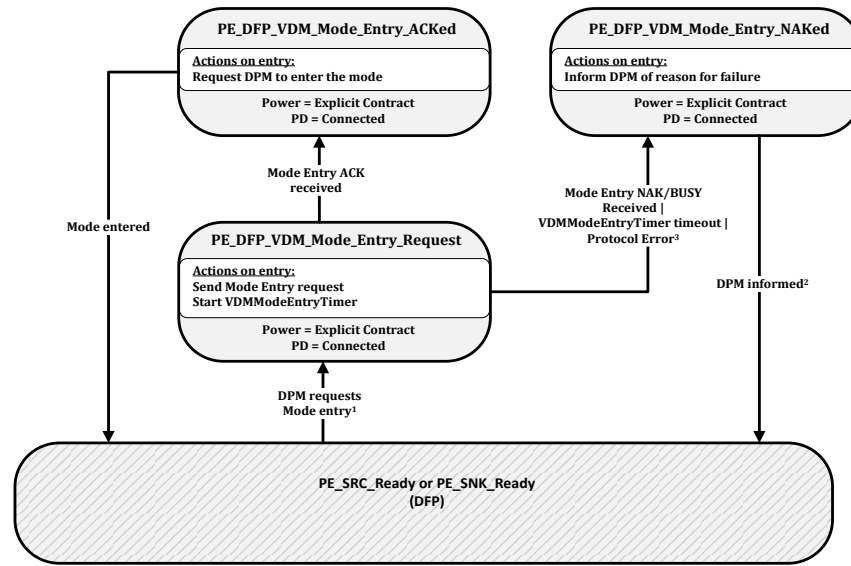 PE_DFP_VDM_Mode_Entry_ACKed
Actions on entry:
Request DPM to enter the mode
Power = Explicit Contract
PD = Connected
PE_DFP_VDM_Mode_Entry_NAKed
Actions on entry:
Inform DPM of reason for failure
Power = Explicit Contract
PD = Connected
Mode Entry ACK
received
Mode Entry NAK/BUSY
Received |
VDMModeEntryTimer timeout |
Protocol Error³
Mode entered
PE_DFP_VDM_Mode_Entry_Request
Actions on entry:
Send Mode Entry request
Start VDMModeEntryTimer
Power = Explicit Contract
PD = Connected
DPM informed²
DPM requests
Mode entry¹
PE_SRC_Ready or PE_SNK_Ready
(DFP)